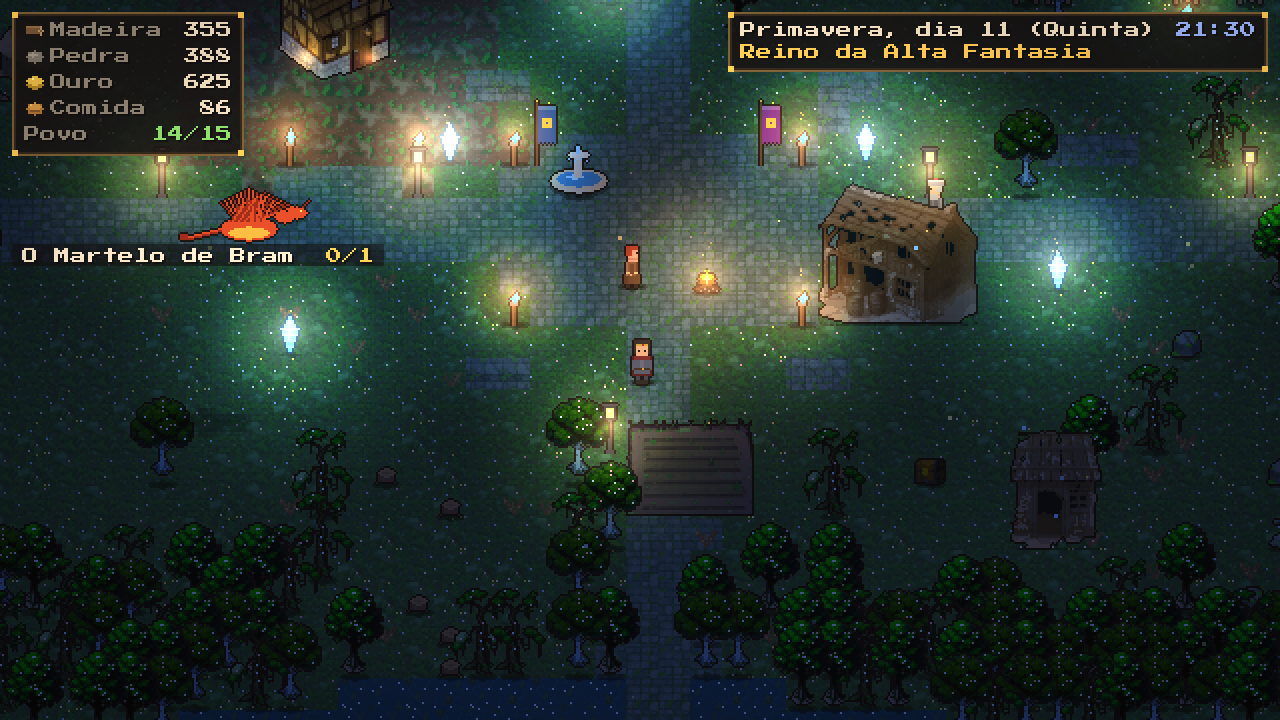 Madeira 355
Pedra 388
Ouro 625
Comida 86
Povo 14/15
Primavera, dia 11 (Quinta) 21:30
Reino da Alta Fantasia
O Martelo de Bram 0/1